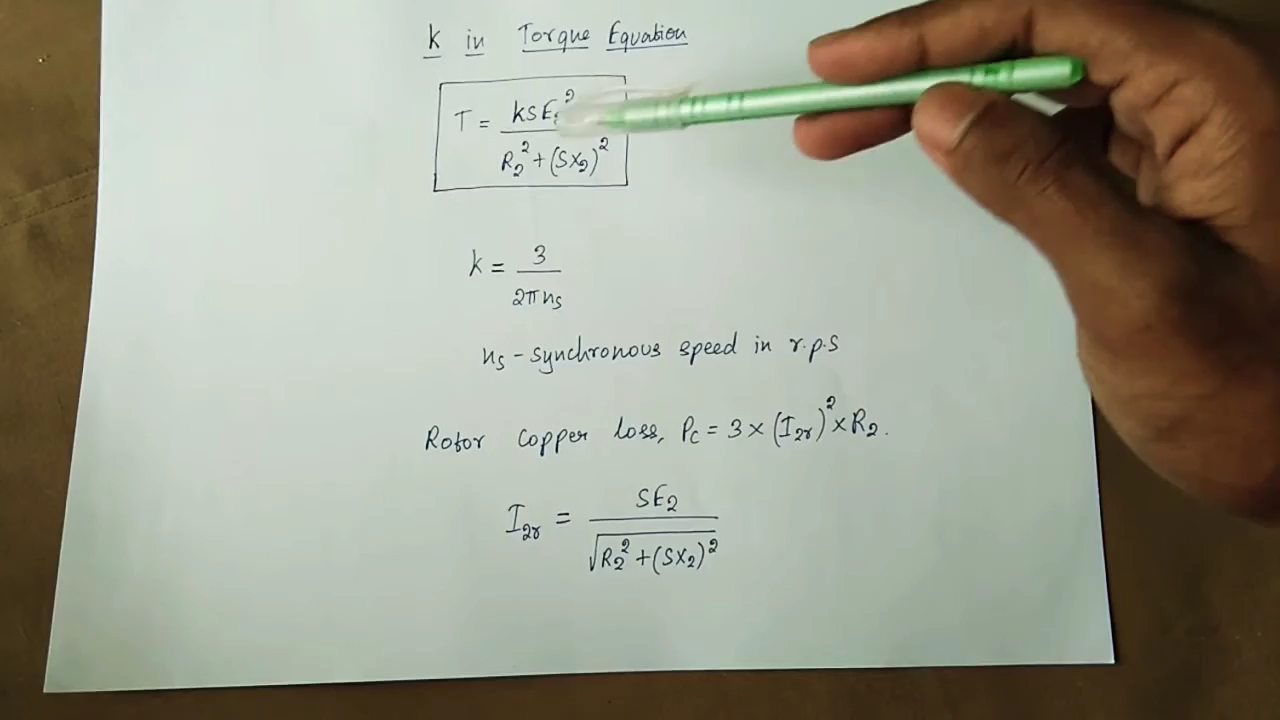 k in Torque Equation
T = kSE₂² / R₂² + (SX₂)²
k = 3 / 2πns
ns - synchronous speed in r.p.s
Rotor copper loss, Pc = 3 × (I₂r)² × R₂.
I₂r = SE₂ / √R₂² + (SX₂)²